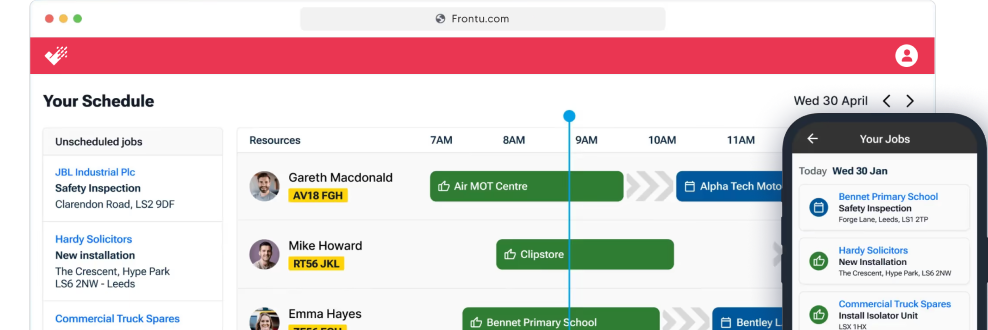 Frontu.com
Your Schedule
Wed 30 April
Unscheduled jobs
JBL Industrial Plc
Safety Inspection
Clarendon Road, LS2 9DF
Hardy Solicitors
New installation
The Crescent, Hype Park
LS6 2NW - Leeds
Commercial Truck Spares
Resources
7AM 8AM 9AM 10AM 11AM
Gareth Macdonald
AV18 FGH
Air MOT Centre
Alpha Tech Moto
Mike Howard
RT56 JKL
Clipstore
Emma Hayes
Bennet Primary School
Bentley L
Your Jobs
Today Wed 30 Jan
Bennet Primary School
Safety Inspection
Forge Lane, Leeds, LS1 2TP
Hardy Solicitors
New Installation
The Crescent, Hype Park, LS6 2NW
Commercial Truck Spares
Install Isolator Unit
LSX 1HX